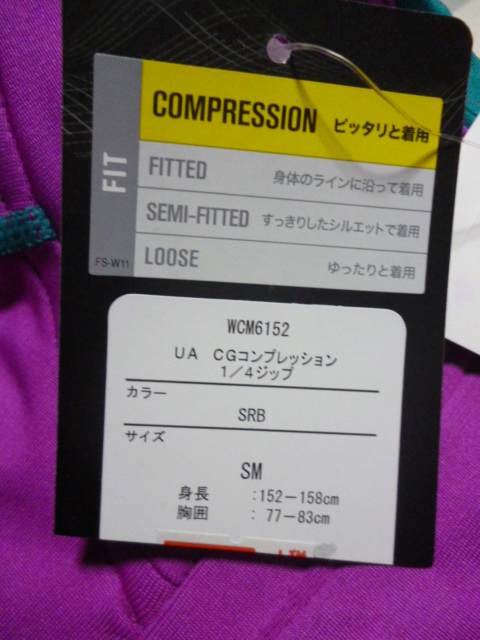 FIT
FS-W11
COMPRESSION ピッタリと着用
FITTED 身体のラインに沿って着用
SEMI-FITTED すっきりしたシルエットで着用
LOOSE ゆったりと着用
WCM6152
UA CGコンプレッション
1/4ジップ
カラー
SRB
サイズ
SM
身長 :152-158cm
胸囲 : 77-83cm